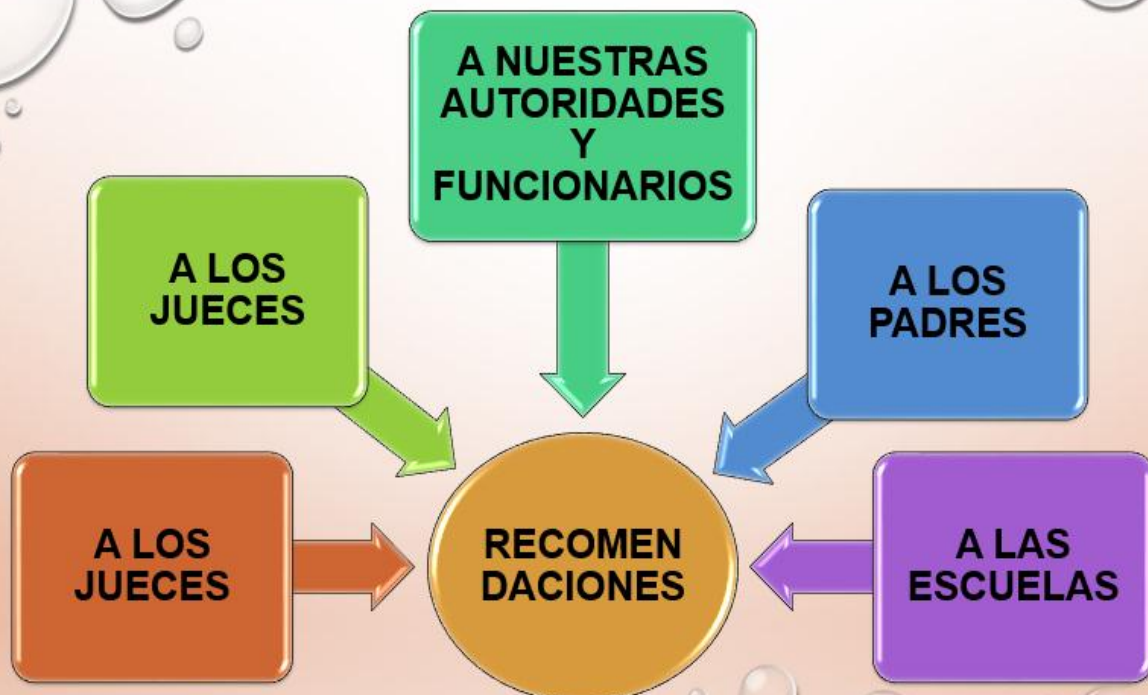 A NUESTRAS
AUTORIDADES
Y
FUNCIONARIOS
A LOS
JUECES
A LOS
PADRES
A LOS
JUECES
RECOMEN
DACIONES
A LAS
ESCUELAS